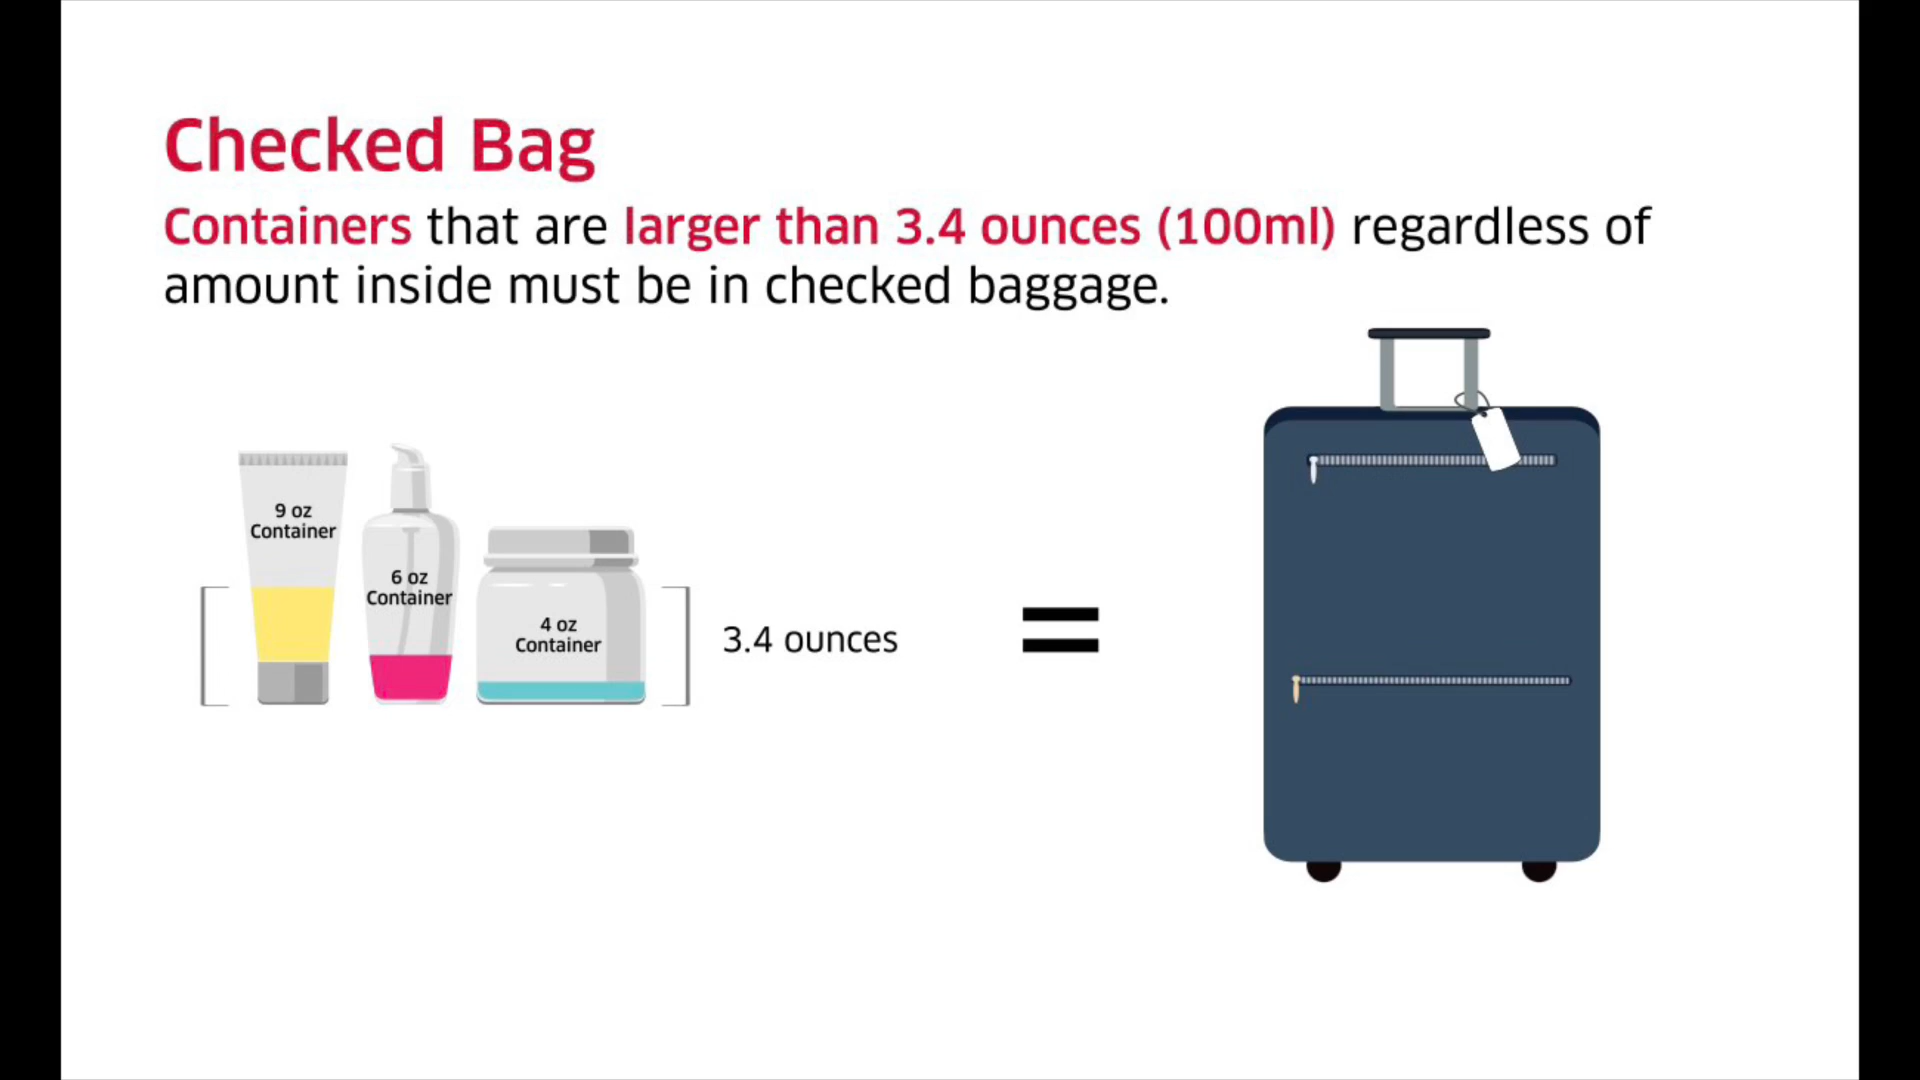 Checked Bag
Containers that are larger than 3.4 ounces (100ml) regardless of
amount inside must be in checked baggage.
9 oz
Container
6 oz
Container
4 oz
Container
3.4 ounces
=